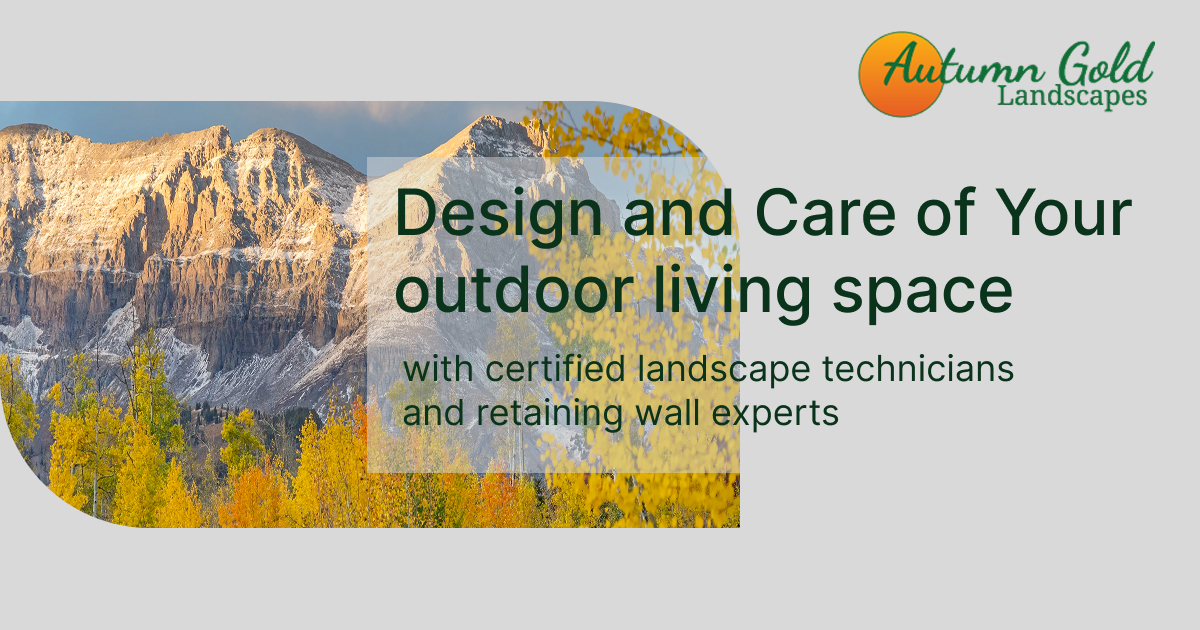 Autumn Gold
Landscapes
Design and Care of Your
outdoor living space
with certified landscape technicians
and retaining wall experts